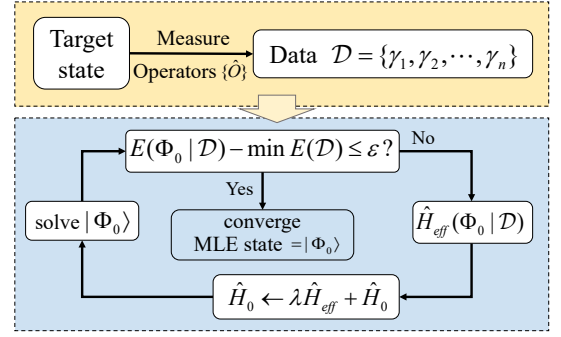 Target
state
Measure
Operators {Ô}
Data 𝒟 = {γ₁, γ₂, ⋯, γₙ}
E(Φ₀ | 𝒟) − min E(𝒟) ≤ ε ?
No
Yes
solve |Φ₀⟩
converge
MLE state = |Φ₀⟩
Ĥ_eff (Φ₀ | 𝒟)
Ĥ₀ ← λĤ_eff + Ĥ₀